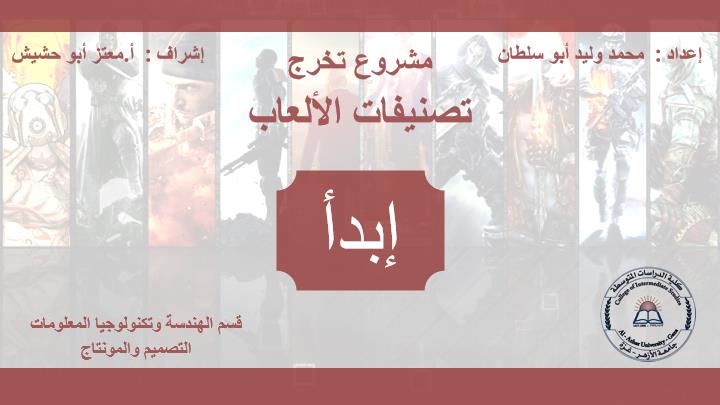 إعداد : محمد وليد أبو سلطان
إشراف : أ.معتز أبو حشيش
مشروع تخرج
تصنيفات الألعاب
إبدأ
قسم الهندسة وتكنولوجيا المعلومات
التصميم والمونتاج
كلية الدراسات المتوسطة
College of Intermediate Studies
Al - Azhar University - Gaza
جامعة الأزهر - غزة